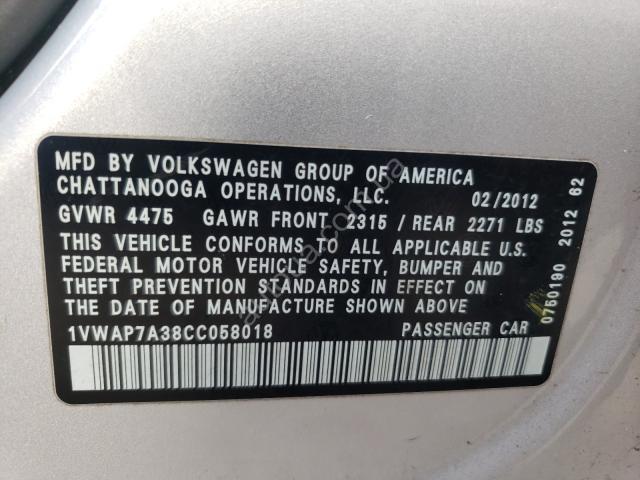 MFD BY VOLKSWAGEN GROUP OF AMERICA
CHATTANOOGA OPERATIONS, LLC. 02/2012
GVWR 4475 GAWR FRONT 2315 / REAR 2271 LBS
THIS VEHICLE CONFORMS TO ALL APPLICABLE U.S.
FEDERAL MOTOR VEHICLE SAFETY, BUMPER AND
THEFT PREVENTION STANDARDS IN EFFECT ON
THE DATE OF MANUFACTURE SHOWN ABOVE
1VWAP7A38CC058018 PASSENGER CAR
0750190 2012 62